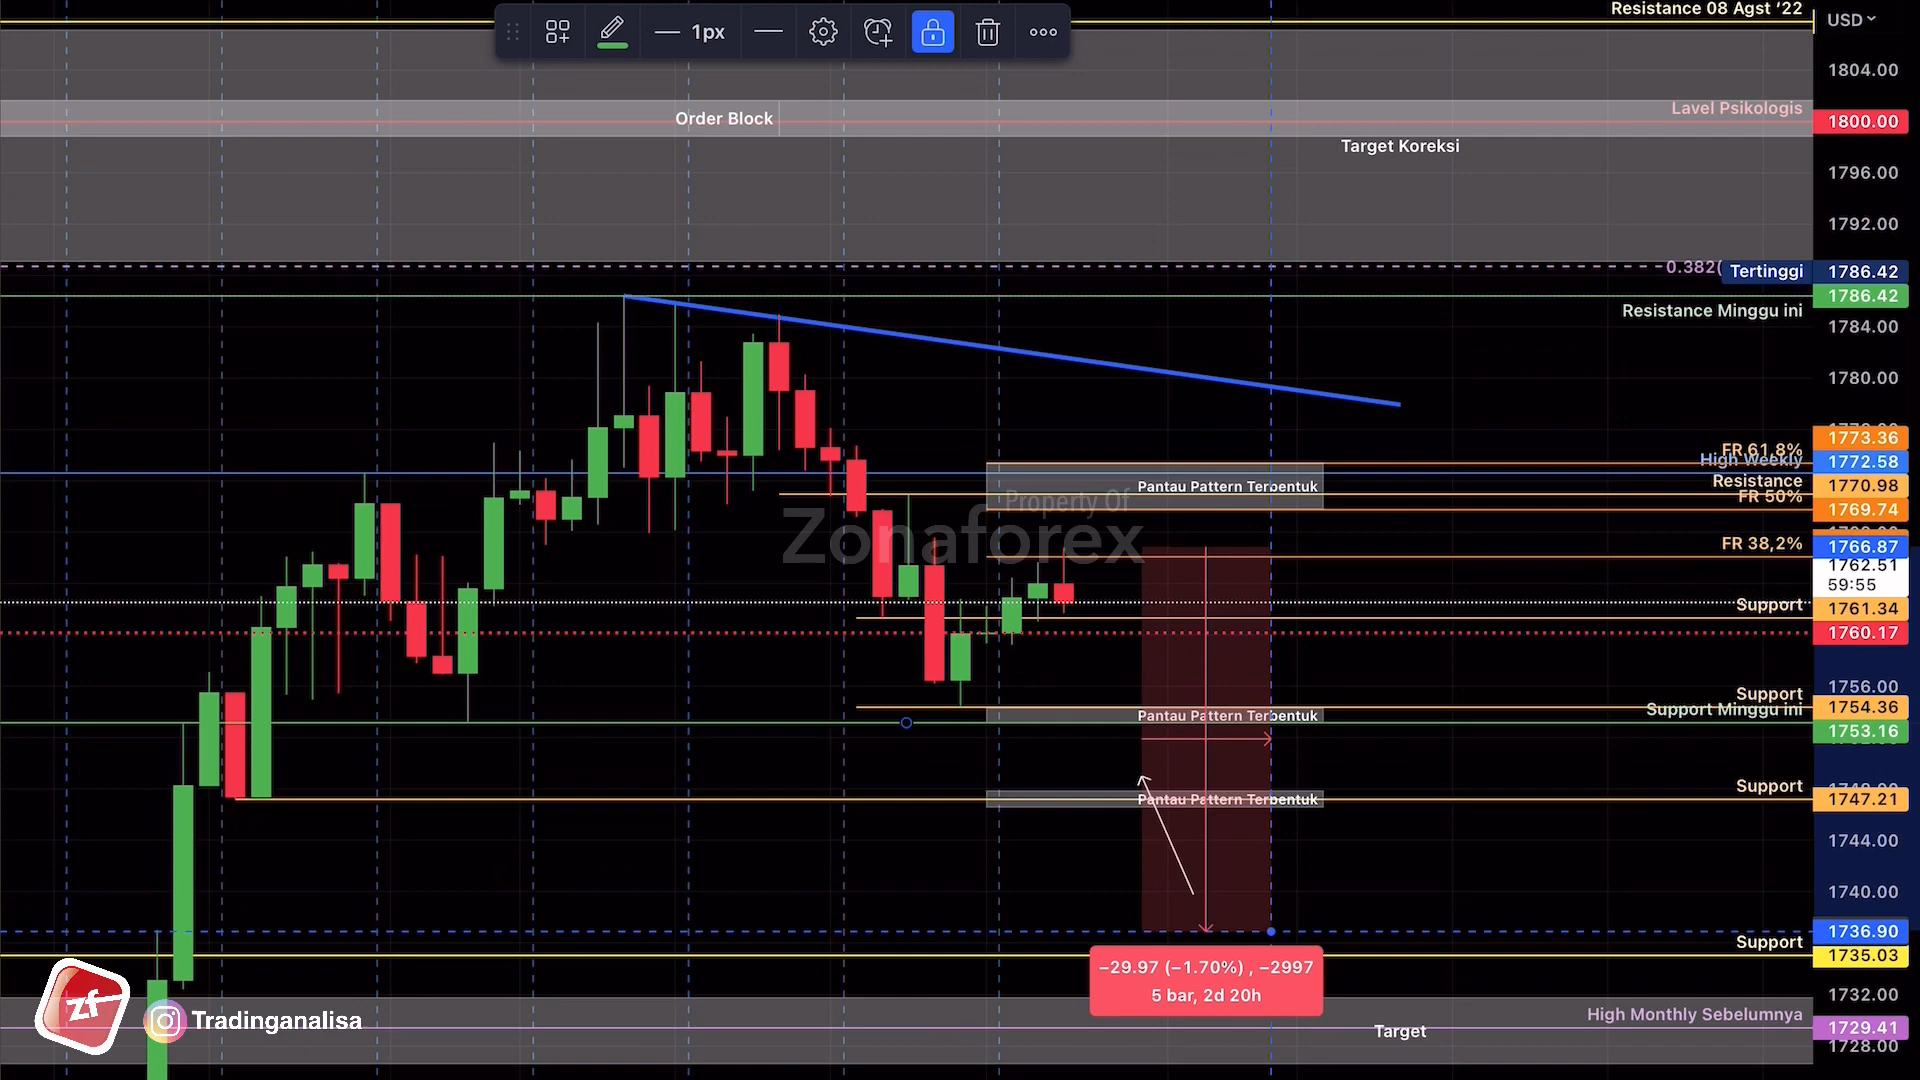 Resistance 08 Agst ‘22
USD
1px
1804.00
Lavel Psikologis
Order Block
1800.00
Target Koreksi
1796.00
1792.00
0.382(
Tertinggi
1786.42
1786.42
Resistance Minggu ini
1784.00
1780.00
1773.36
FR 61,8%
High Weekly
1772.58
Resistance
1770.98
Pantau Pattern Terbentuk
FR 50%
1769.74
Property Of
Zonaforex
FR 38,2%
1766.87
1762.51
59:55
Support
1761.34
1760.17
1756.00
Support
1754.36
Support Minggu ini
Pantau Pattern Terbentuk
1753.16
Support
Pantau Pattern Terbentuk
1747.21
1744.00
1740.00
1736.90
Support
1735.03
−29.97 (−1.70%) , −2997
5 bar, 2d 20h
1732.00
zf
Tradinganalisa
High Monthly Sebelumnya
Target
1729.41
1728.00